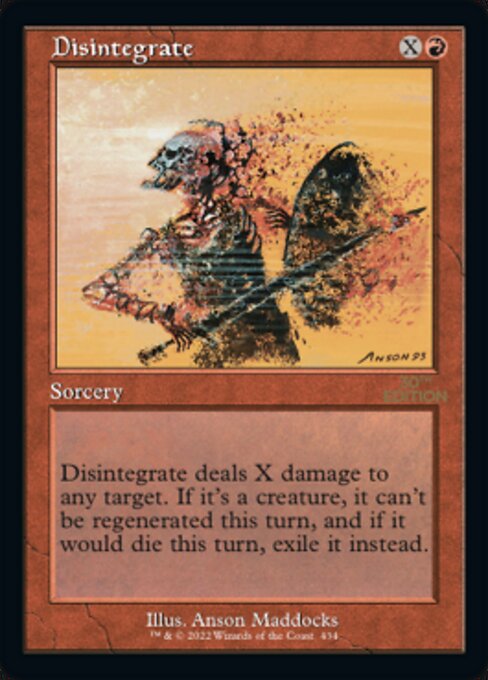 Disintegrate X
ANSON 93
30TH
EDITION
Sorcery
Disintegrate deals X damage to
any target. If it's a creature, it can't
be regenerated this turn, and if it
would die this turn, exile it instead.
Illus. Anson Maddocks
™ & © 2022 Wizards of the Coast 434